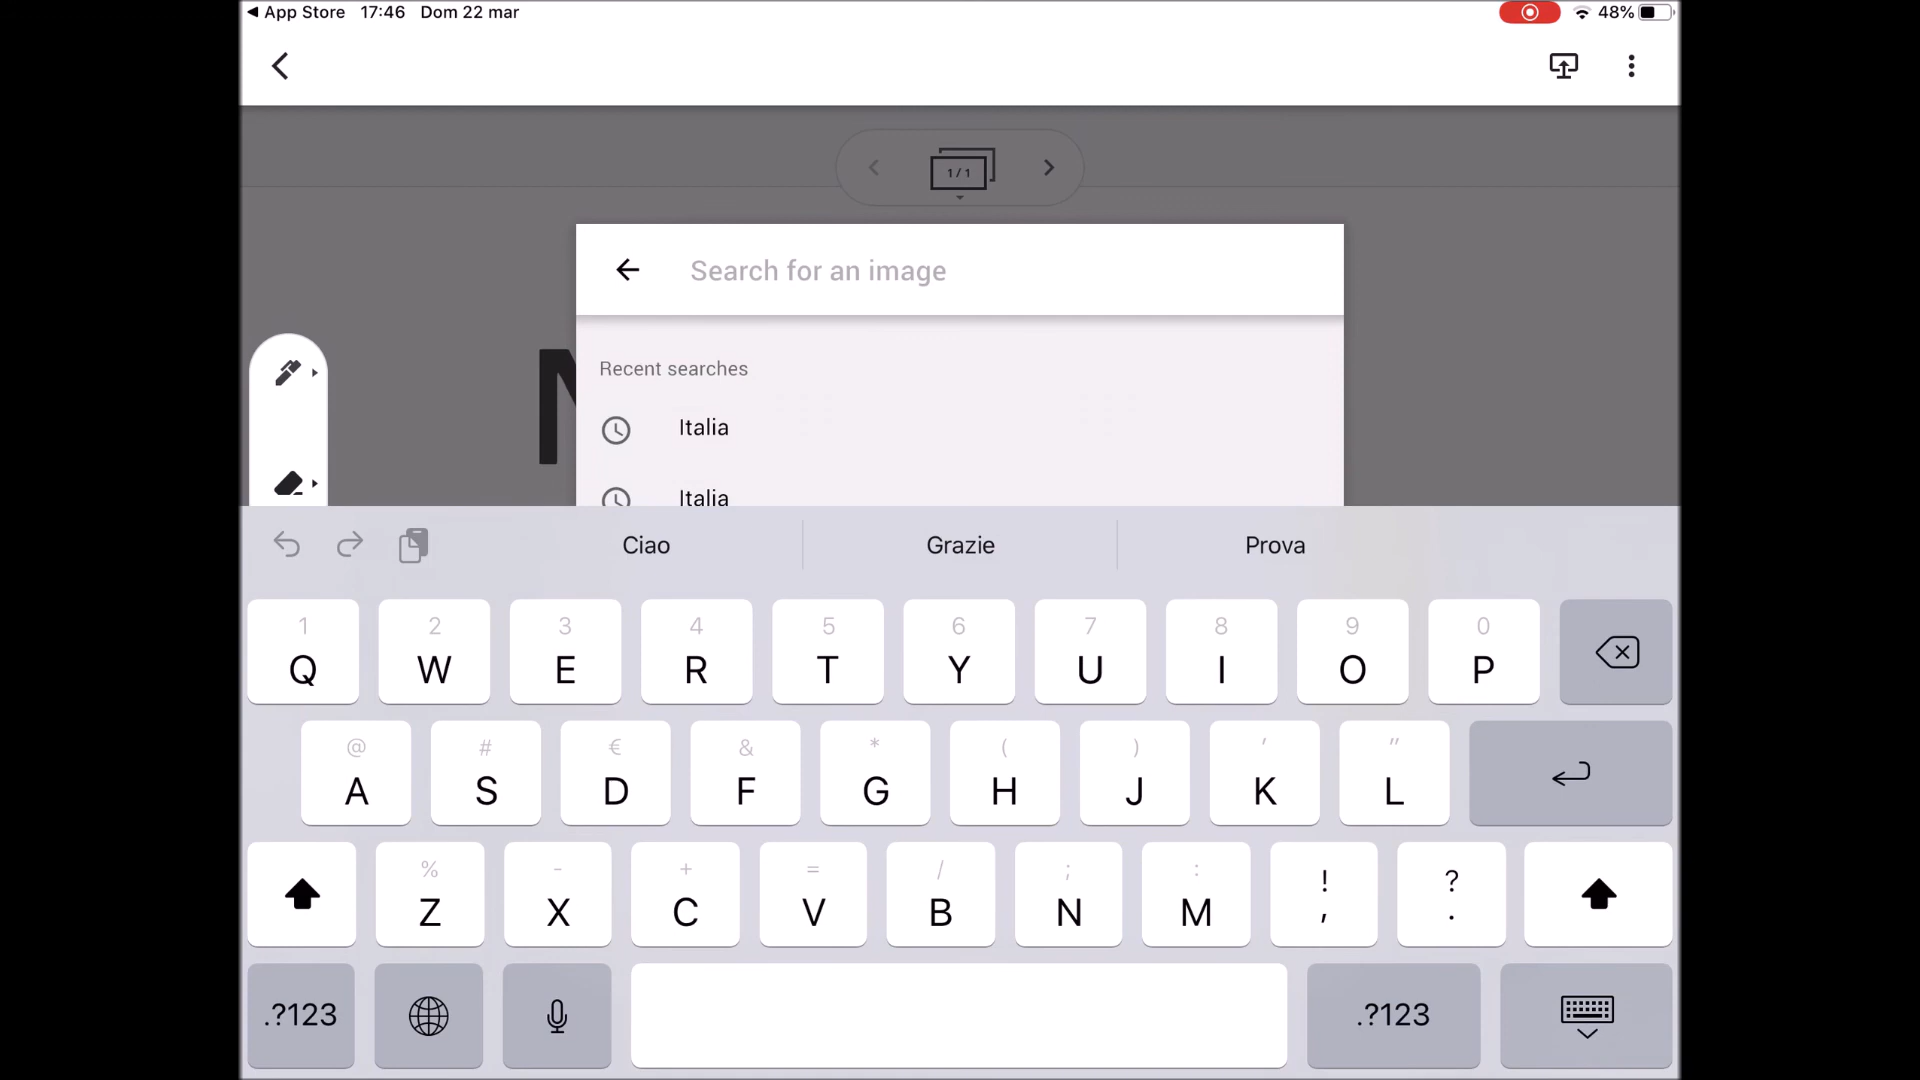 App Store 17:46 Dom 22 mar 48%
1/1
Search for an image
Recent searches
Italia
Italia
Ciao Grazie Prova
1 2 3 4 5 6 7 8 9 0
Q W E R T Y U I O P
@ # € & * ( ) ' "
A S D F G H J K L
% - + = / ; : ! ?
Z X C V B N M , .
.?123 .?123